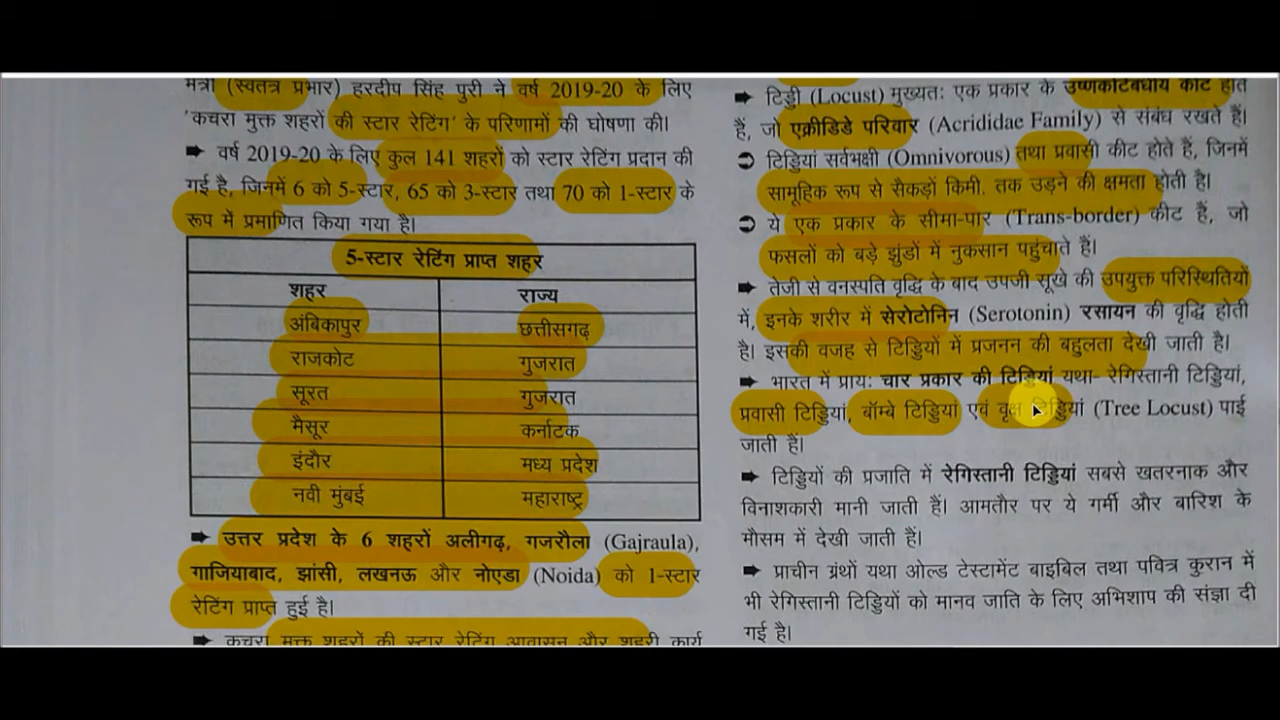 मंत्री (स्वतंत्र प्रभार) हरदीप सिंह पुरी ने वर्ष 2019-20 के लिए
'कचरा मुक्त शहरों की स्टार रेटिंग' के परिणामों की घोषणा की।
➡ वर्ष 2019-20 के लिए कुल 141 शहरों को स्टार रेटिंग प्रदान की
गई है, जिनमें 6 को 5-स्टार, 65 को 3-स्टार तथा 70 को 1-स्टार के
रूप में प्रमाणित किया गया है।
5-स्टार रेटिंग प्राप्त शहर
शहर राज्य
अंबिकापुर छत्तीसगढ़
राजकोट गुजरात
सूरत गुजरात
मैसूर कर्नाटक
इंदौर मध्य प्रदेश
नवी मुंबई महाराष्ट्र
➡ उत्तर प्रदेश के 6 शहरों अलीगढ़, गजरौला (Gajraula),
गाजियाबाद, झांसी, लखनऊ और नोएडा (Noida) को 1-स्टार
रेटिंग प्राप्त हुई है।
➡ कचरा मुक्त शहरों की स्टार रेटिंग आवासन और शहरी कार्य
➡ टिड्डी (Locust) मुख्यतः एक प्रकार के उष्णकटिबंधीय कीट होते
हैं, जो एक्रीडिडे परिवार (Acrididae Family) से संबंध रखते हैं।
➲ टिड्डियां सर्वभक्षी (Omnivorous) तथा प्रवासी कीट होते हैं, जिनमें
सामूहिक रूप से सैकड़ों किमी. तक उड़ने की क्षमता होती है।
➲ ये एक प्रकार के सीमा-पार (Trans-border) कीट हैं, जो
फसलों को बड़े झुंडों में नुकसान पहुंचाते हैं।
➡ तेजी से वनस्पति वृद्धि के बाद उपजी सूखे की उपयुक्त परिस्थितियों
में, इनके शरीर में सेरोटोनिन (Serotonin) रसायन की वृद्धि होती
है। इसकी वजह से टिड्डियों में प्रजनन की बहुलता देखी जाती है।
➡ भारत में प्रायः चार प्रकार की टिड्डियां यथा- रेगिस्तानी टिड्डियां,
प्रवासी टिड्डियां, बॉम्बे टिड्डियां एवं वृक्ष टिड्डियां (Tree Locust) पाई
जाती हैं।
➡ टिड्डियों की प्रजाति में रेगिस्तानी टिड्डियां सबसे खतरनाक और
विनाशकारी मानी जाती हैं। आमतौर पर ये गर्मी और बारिश के
मौसम में देखी जाती हैं।
➡ प्राचीन ग्रंथों यथा ओल्ड टेस्टामेंट बाइबिल तथा पवित्र कुरान में
भी रेगिस्तानी टिड्डियों को मानव जाति के लिए अभिशाप की संज्ञा दी
गई है।